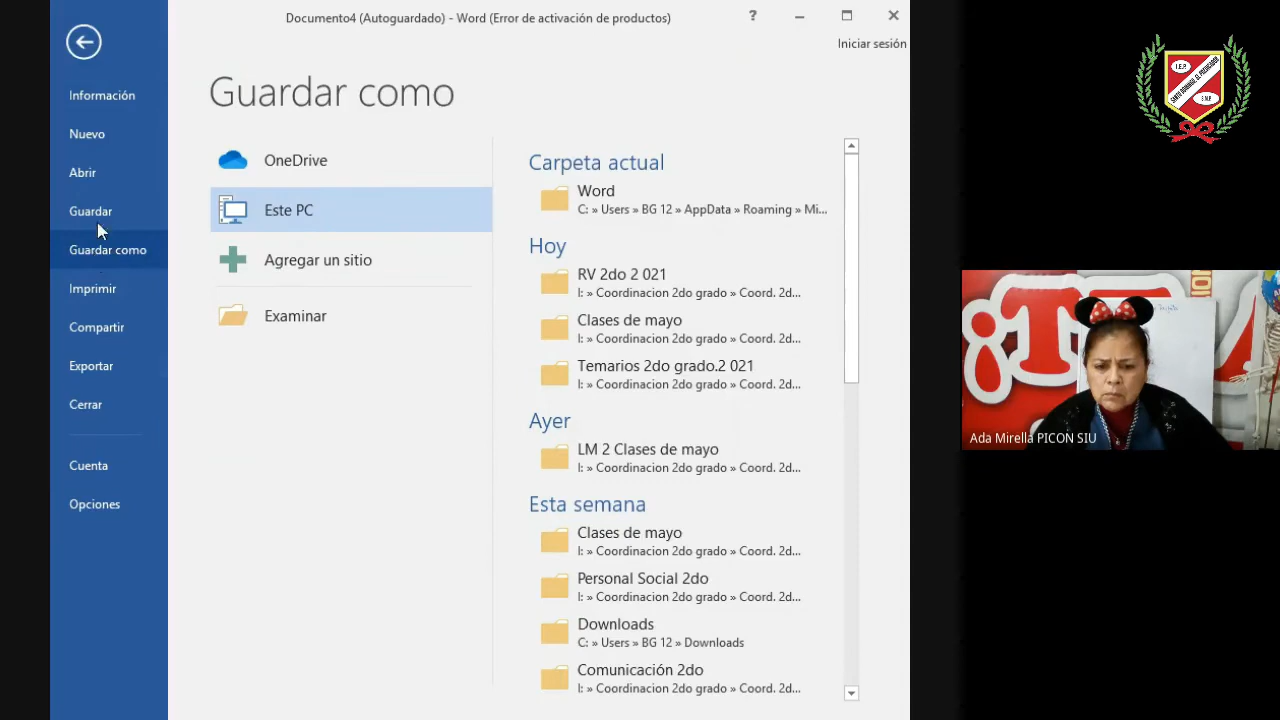 Documento4 (Autoguardado) - Word (Error de activación de productos)
?
Iniciar sesión
Información
Nuevo
Abrir
Guardar
Guardar como
Imprimir
Compartir
Exportar
Cerrar
Cuenta
Opciones
Guardar como
OneDrive
Este PC
Agregar un sitio
Examinar
Carpeta actual
Word
C: » Users » BG 12 » AppData » Roaming » Mi...
Hoy
RV 2do 2 021
I: » Coordinacion 2do grado » Coord. 2d...
Clases de mayo
I: » Coordinacion 2do grado » Coord. 2d...
Temarios 2do grado.2 021
I: » Coordinacion 2do grado » Coord. 2d...
Ayer
LM 2 Clases de mayo
I: » Coordinacion 2do grado » Coord. 2d...
Esta semana
Clases de mayo
I: » Coordinacion 2do grado » Coord. 2d...
Personal Social 2do
I: » Coordinacion 2do grado » Coord. 2d...
Downloads
C: » Users » BG 12 » Downloads
Comunicación 2do
I: » Coordinacion 2do grado » Coord. 2d...
I.E.P.
SANTO DOMINGO, EL PREDICADOR
Ada Mirella PICON SIU